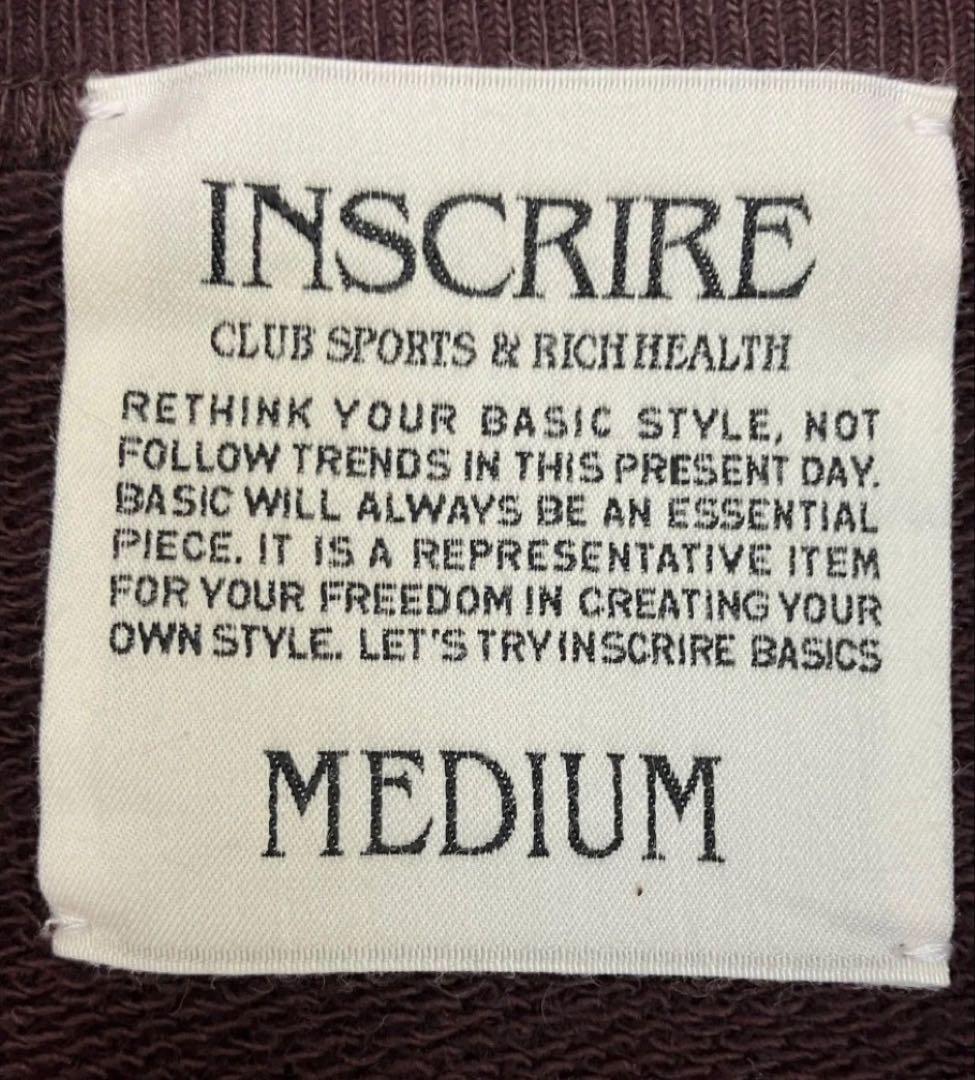 INSCRIRE
CLUB SPORTS & RICH HEALTH
RETHINK YOUR BASIC STYLE, NOT
FOLLOW TRENDS IN THIS PRESENT DAY.
BASIC WILL ALWAYS BE AN ESSENTIAL
PIECE. IT IS A REPRESENTATIVE ITEM
FOR YOUR FREEDOM IN CREATING YOUR
OWN STYLE. LET'S TRY INSCRIRE BASICS
MEDIUM